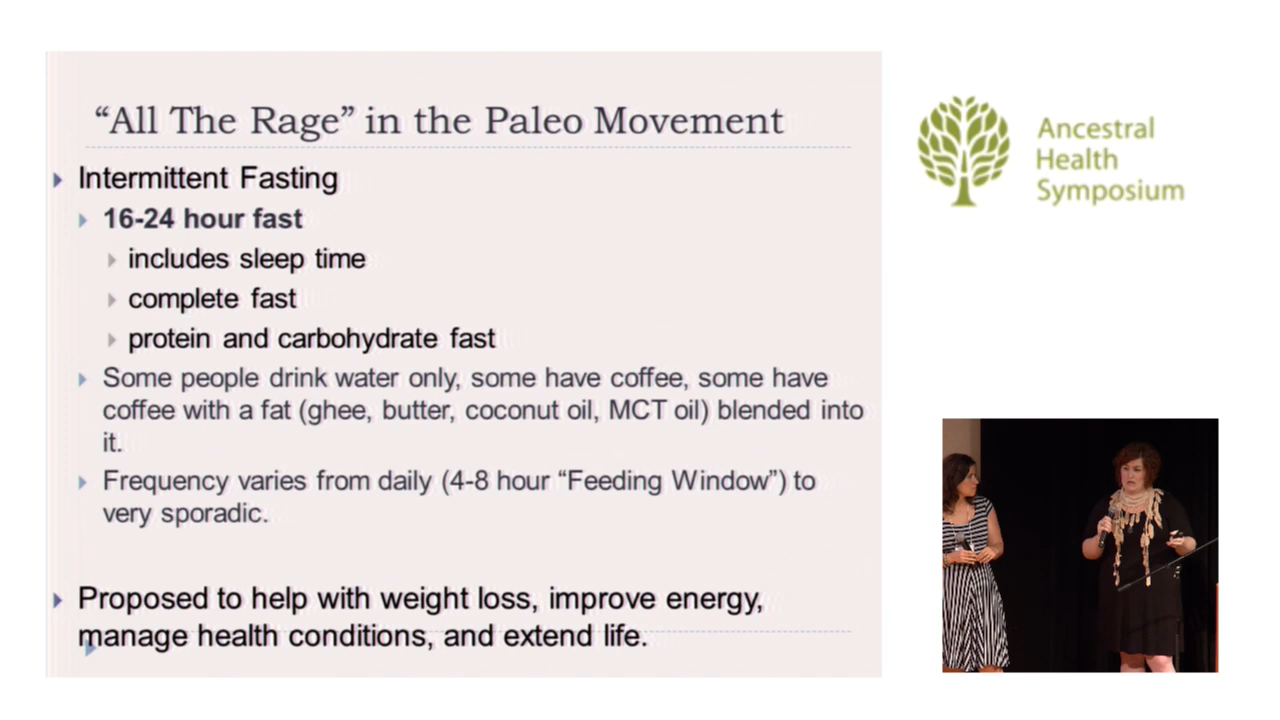 “All The Rage” in the Paleo Movement
Intermittent Fasting
16-24 hour fast
includes sleep time
complete fast
protein and carbohydrate fast
Some people drink water only, some have coffee, some have
coffee with a fat (ghee, butter, coconut oil, MCT oil) blended into
it.
Frequency varies from daily (4-8 hour “Feeding Window”) to
very sporadic.
Proposed to help with weight loss, improve energy,
manage health conditions, and extend life.
Ancestral
Health
Symposium